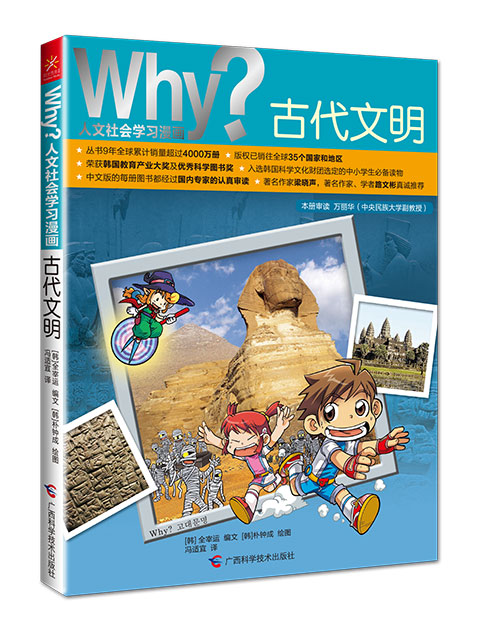 Why?
人文社会学习漫画
古代文明
★ 丛书9年全球累计销量超过4000万册 ★ 版权已销往全球35个国家和地区
★ 荣获韩国教育产业大奖及优秀科学图书奖 ★ 入选韩国科学文化财团选定的中小学生必备读物
★ 中文版的每册图书都经过国内专家的认真审读 ★ 著名作家梁晓声,著名作家、学者路文彬真诚推荐
本册审读 万丽华(中央民族大学副教授)
Why? 고대문명
[韩] 全宰运 编文 [韩]朴钟成 绘图
冯适宜 译
广西科学技术出版社
Why?
人文社会学习漫画
古代文明
[韩]全宰运 编文 [韩]朴钟成 绘图
冯适宜 译
广西科学技术出版社